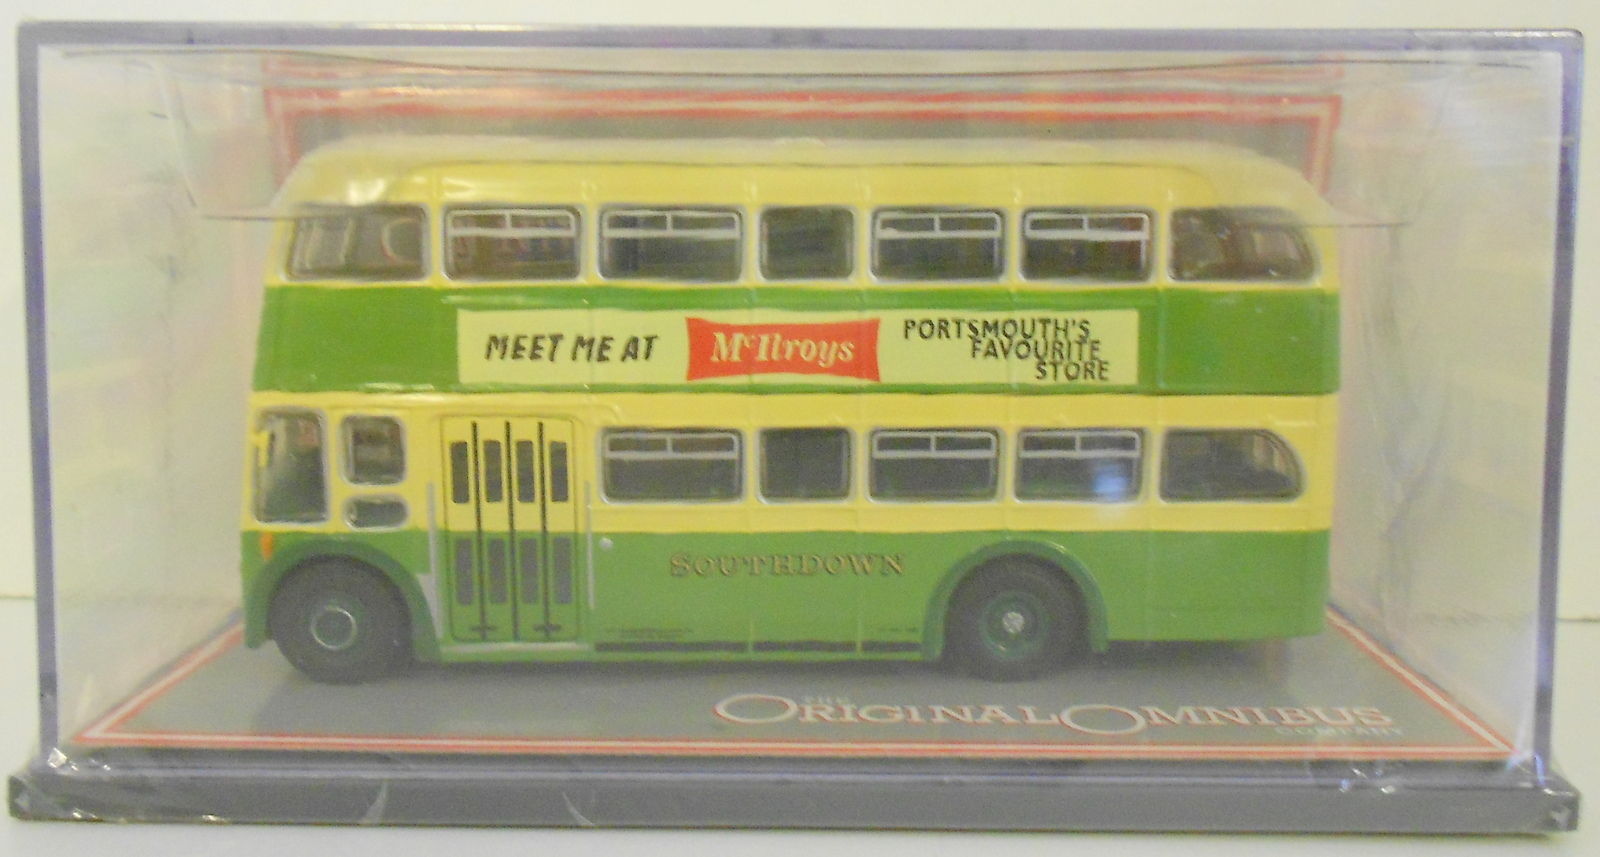 MEET ME AT
McIlroys
PORTSMOUTH'S
FAVOURITE
STORE
SOUTHDOWN
THE
ORIGINAL OMNIBUS
COMPANY